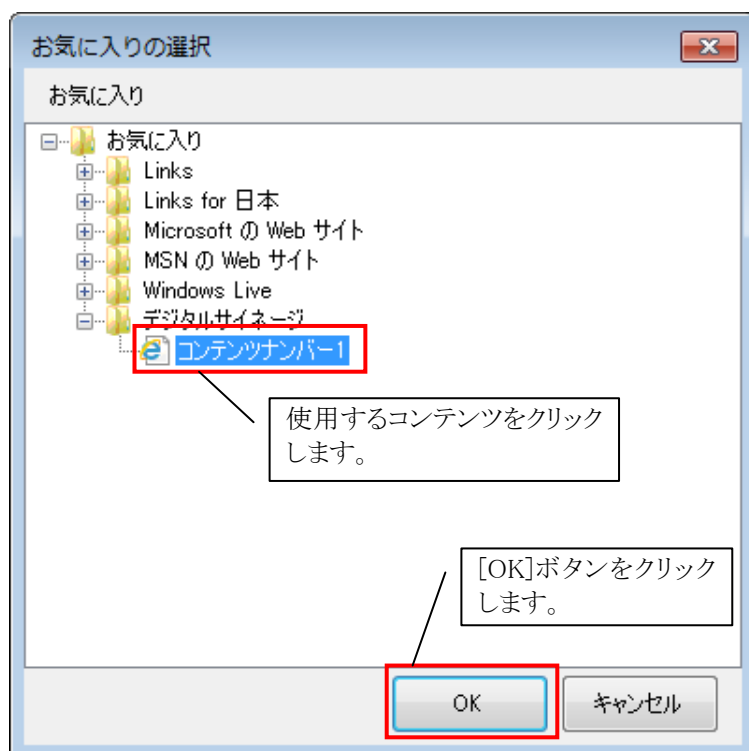 お気に入りの選択
お気に入り
お気に入り
Links
Links for 日本
Microsoft の Web サイト
MSN の Web サイト
Windows Live
デジタルサイネージ
コンテンツナンバー1
使用するコンテンツをクリック
します。
[OK]ボタンをクリック
します。
OK
キャンセル